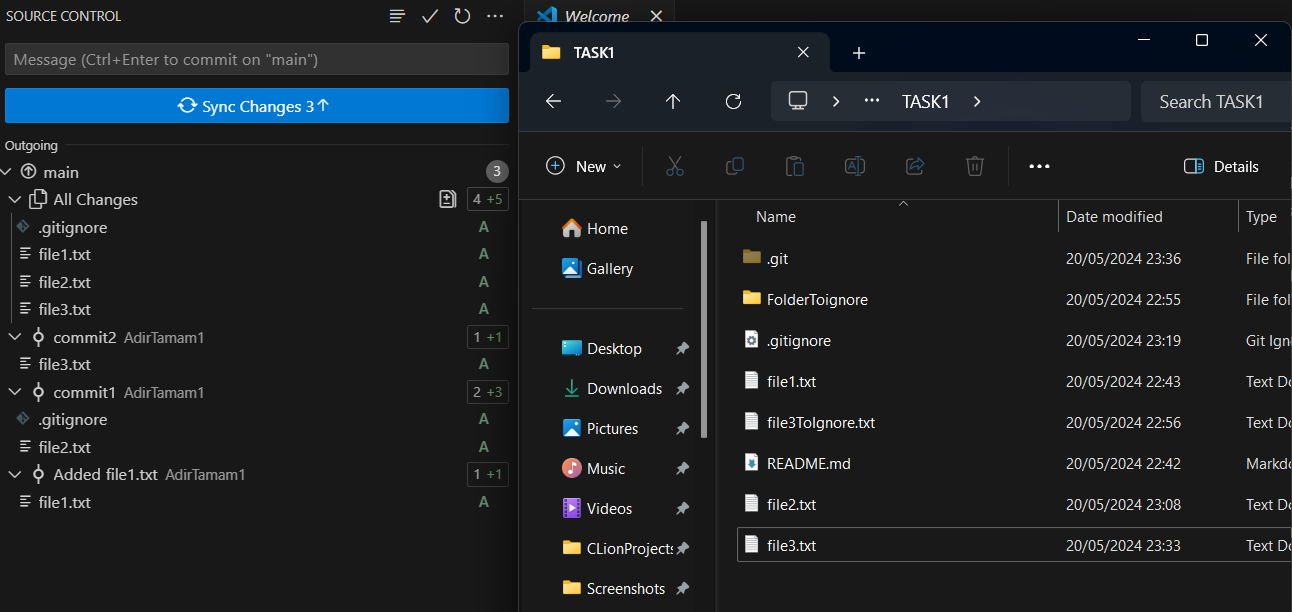 SOURCE CONTROL
Message (Ctrl+Enter to commit on "main")
Sync Changes 3↑
Outgoing
main 3
All Changes 4 +5
.gitignore A
file1.txt A
file2.txt A
file3.txt A
commit2 AdirTamam1 1 +1
file3.txt A
commit1 AdirTamam1 2 +3
.gitignore A
file2.txt A
Added file1.txt AdirTamam1 1 +1
file1.txt A
Welcome
TASK1
TASK1 Search TASK1
New Details
Home
Gallery
Desktop
Downloads
Pictures
Music
Videos
CLionProjects
Screenshots
Name Date modified Type
.git 20/05/2024 23:36 File fol
FolderToignore 20/05/2024 22:55 File fol
.gitignore 20/05/2024 23:19 Git Ign
file1.txt 20/05/2024 22:43 Text Do
file3ToIgnore.txt 20/05/2024 22:56 Text Do
README.md 20/05/2024 22:42 Markdo
file2.txt 20/05/2024 23:08 Text Do
file3.txt 20/05/2024 23:33 Text Do